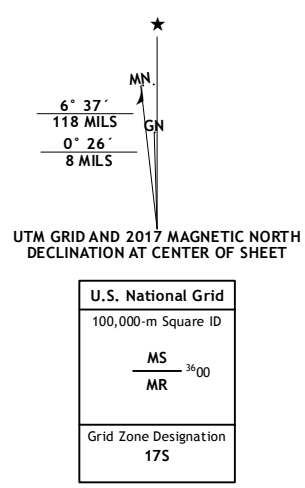 ★
MN
6° 37´
118 MILS
GN
0° 26´
8 MILS
UTM GRID AND 2017 MAGNETIC NORTH
DECLINATION AT CENTER OF SHEET
U.S. National Grid
100,000-m Square ID
MS
3600
MR
Grid Zone Designation
17S